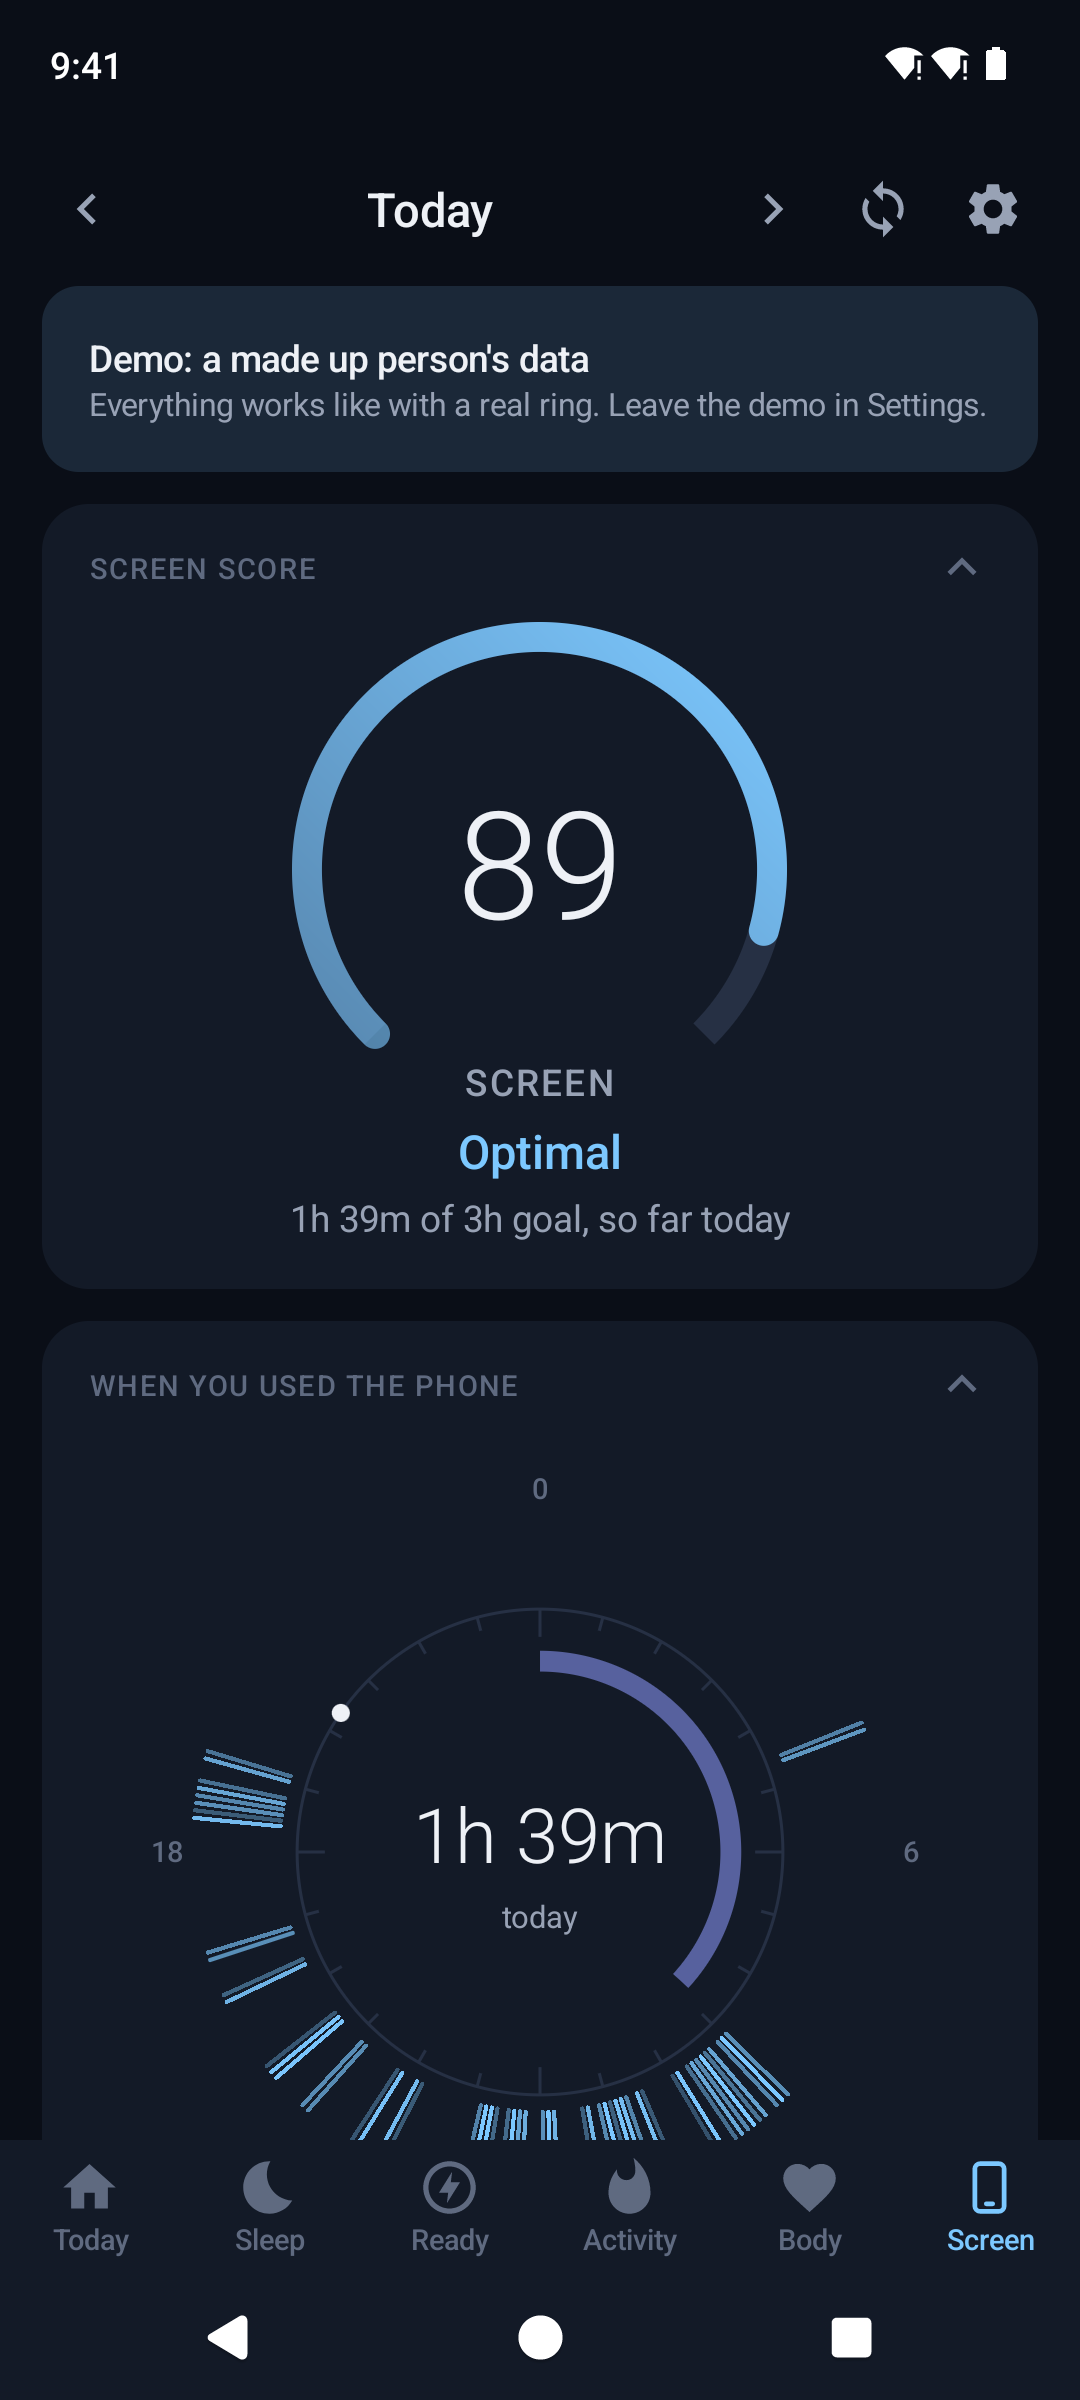 9:41
Today
Demo: a made up person's data
Everything works like with a real ring. Leave the demo in Settings.
SCREEN SCORE
89
SCREEN
Optimal
1h 39m of 3h goal, so far today
WHEN YOU USED THE PHONE
0
18
1h 39m
6
today
Today
Sleep
Ready
Activity
Body
Screen